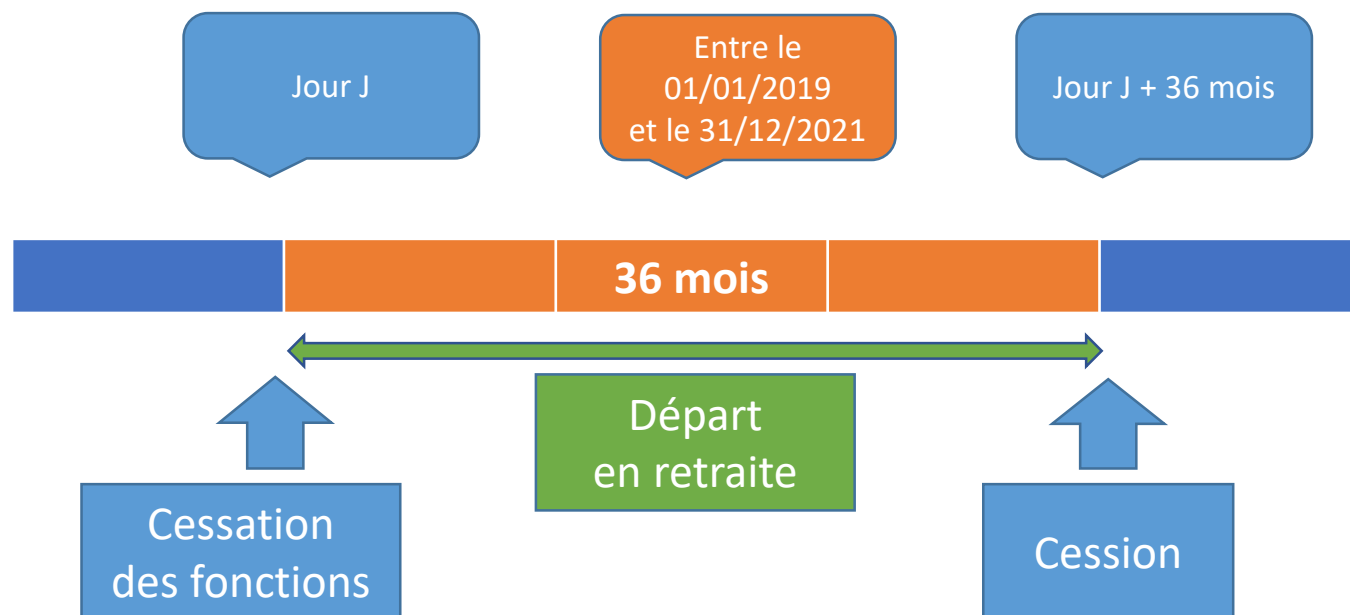 Jour J
Entre le
01/01/2019
et le 31/12/2021
Jour J + 36 mois
36 mois
Départ
en retraite
Cessation
des fonctions
Cession